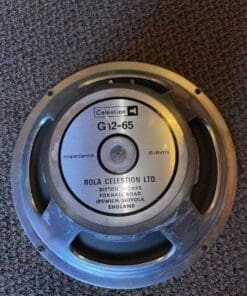 Celestion
G12-65
Impedance 15 ohms
ROLA CELESTION LTD.
DITTON WORKS
FOXHALL ROAD,
IPSWICH, SUFFOLK,
ENGLAND